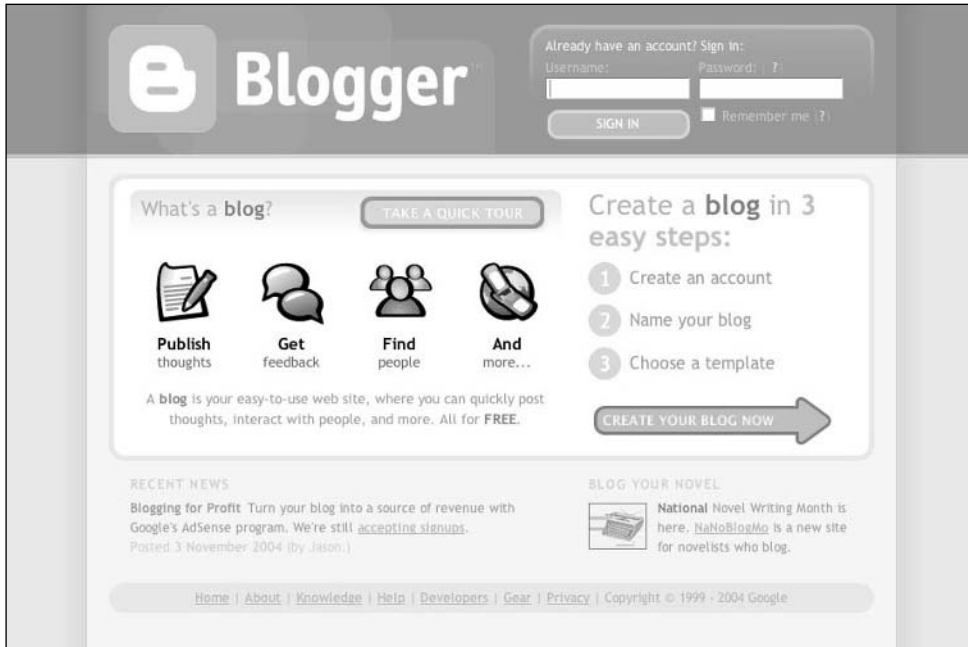 Blogger™
Already have an account? Sign in:
Username:
Password: (?)
SIGN IN
Remember me (?)
What's a blog?
TAKE A QUICK TOUR
Publish
thoughts
Get
feedback
Find
people
And
more...
A blog is your easy-to-use web site, where you can quickly post
thoughts, interact with people, and more. All for FREE.
Create a blog in 3
easy steps:
1 Create an account
2 Name your blog
3 Choose a template
CREATE YOUR BLOG NOW
RECENT NEWS
Blogging for Profit Turn your blog into a source of revenue with
Google's AdSense program. We're still accepting signups.
Posted 3 November 2004 (by Jason.)
BLOG YOUR NOVEL
National Novel Writing Month is
here. NaNoBlogMo is a new site
for novelists who blog.
Home | About | Knowledge | Help | Developers | Gear | Privacy | Copyright © 1999 - 2004 Google